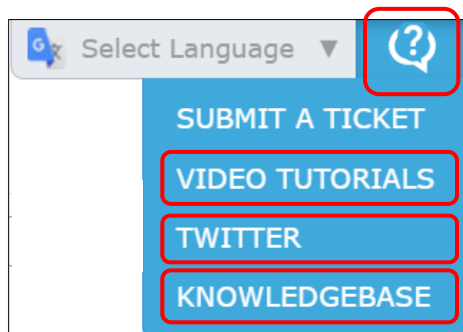 Select Language ▼
SUBMIT A TICKET
VIDEO TUTORIALS
TWITTER
KNOWLEDGEBASE